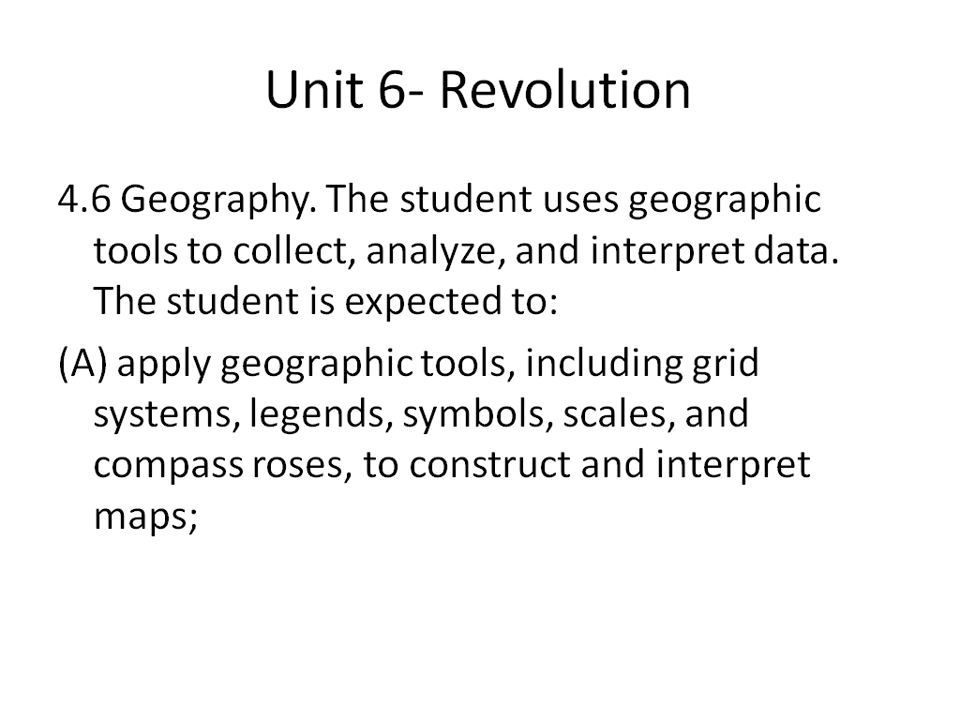 Unit 6- Revolution
4.6 Geography. The student uses geographic
tools to collect, analyze, and interpret data.
The student is expected to:
(A) apply geographic tools, including grid
systems, legends, symbols, scales, and
compass roses, to construct and interpret
maps;